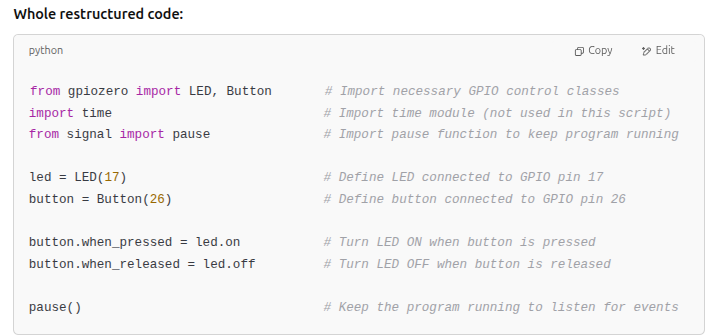 Whole restructured code:
python Copy Edit
from gpiozero import LED, Button # Import necessary GPIO control classes
import time # Import time module (not used in this script)
from signal import pause # Import pause function to keep program running
led = LED(17) # Define LED connected to GPIO pin 17
button = Button(26) # Define button connected to GPIO pin 26
button.when_pressed = led.on # Turn LED ON when button is pressed
button.when_released = led.off # Turn LED OFF when button is released
pause() # Keep the program running to listen for events